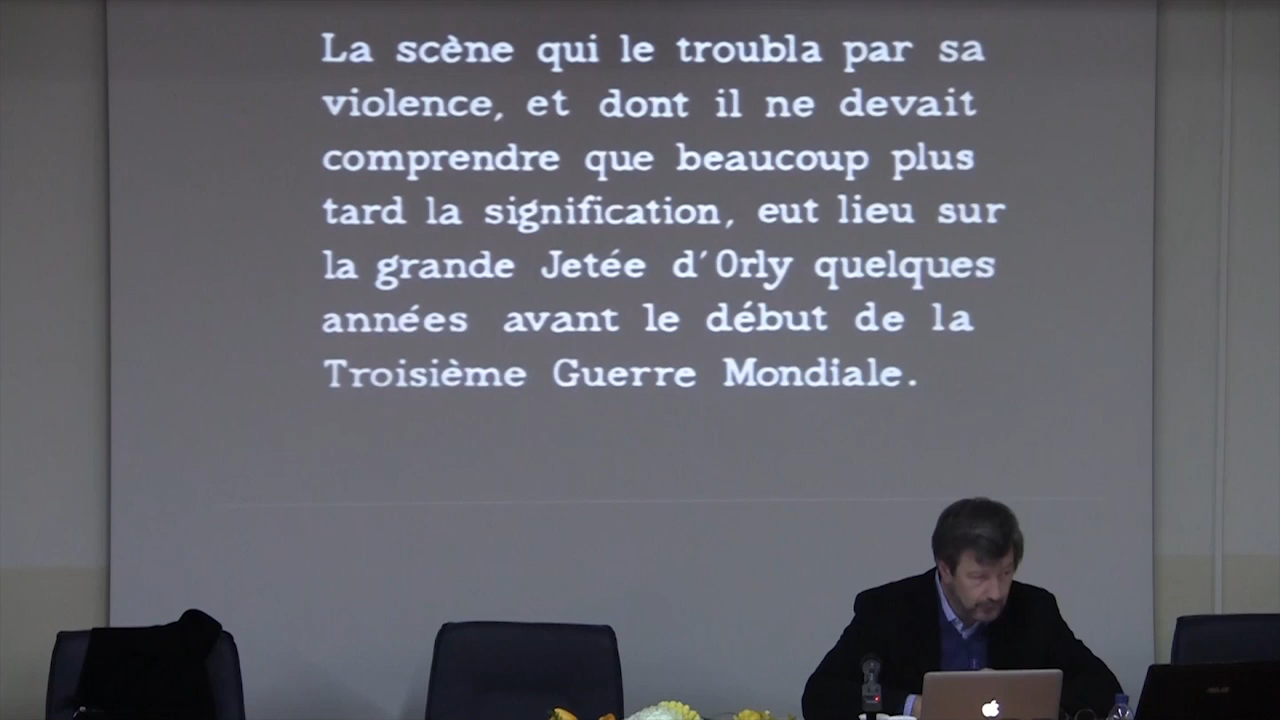 La scène qui le troubla par sa
violence, et dont il ne devait
comprendre que beaucoup plus
tard la signification, eut lieu sur
la grande Jetée d'Orly quelques
années avant le début de la
Troisième Guerre Mondiale.